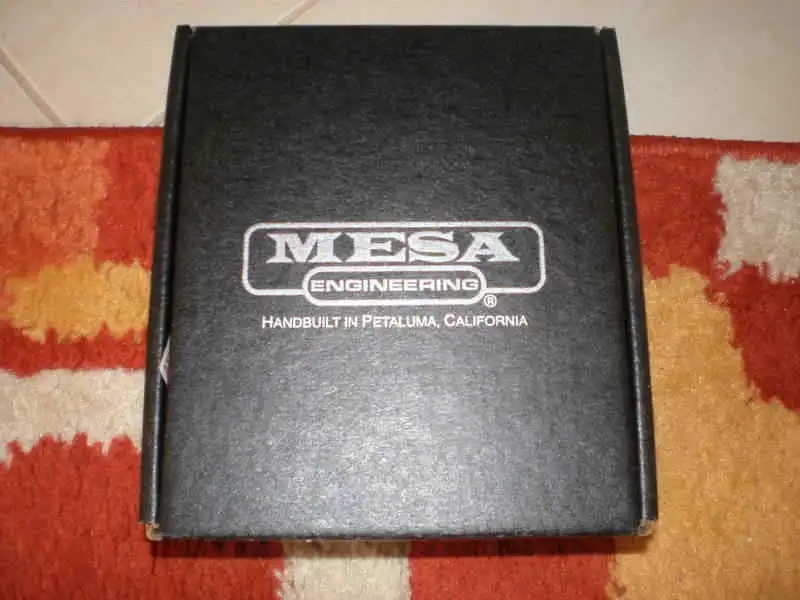 MESA
ENGINEERING®
HANDBUILT IN PETALUMA, CALIFORNIA